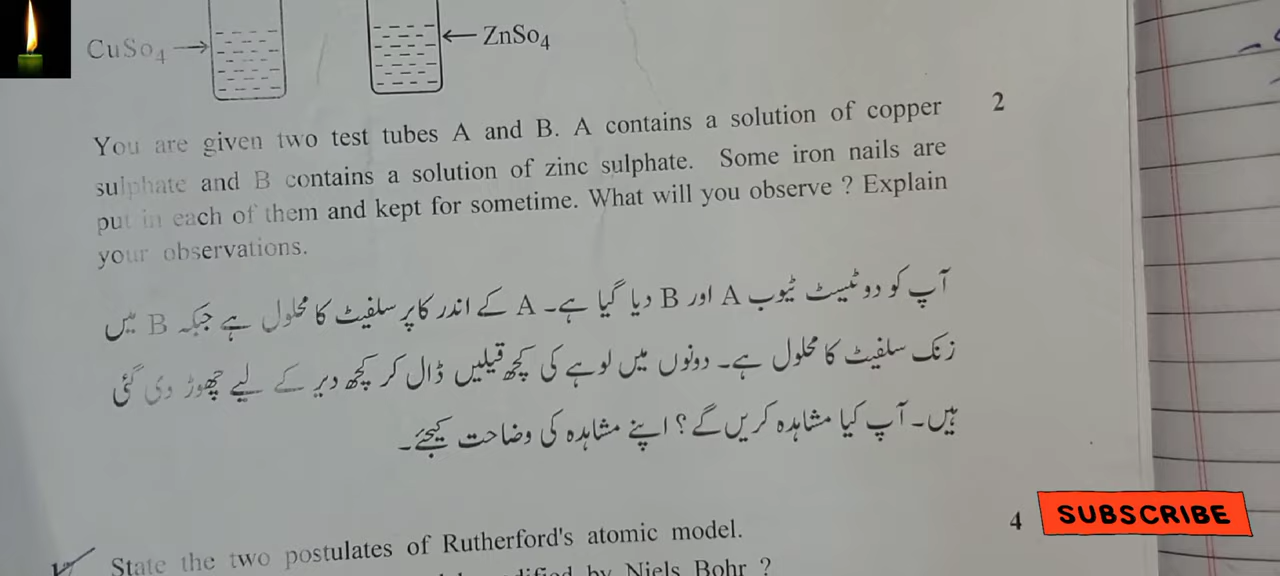 CuSo4 →
← ZnSo4
You are given two test tubes A and B. A contains a solution of copper 2
sulphate and B contains a solution of zinc sulphate. Some iron nails are
put in each of them and kept for sometime. What will you observe ? Explain
your observations.
آپ کو دو ٹیسٹ ٹیوب A اور B دیا گیا ہے۔ A کے اندر کاپر سلفیٹ کا محلول ہے جبکہ B میں
زنک سلفیٹ کا محلول ہے۔ دونوں میں لوہے کی کچھ قیلیں ڈال کر کچھ دیر کے لیے چھوڑ دی گئی
ہیں۔ آپ کیا مشاہدہ کریں گے؟ اپنے مشاہدہ کی وضاحت کیجئے۔
4
SUBSCRIBE
State the two postulates of Rutherford's atomic model.
by Niels Bohr ?